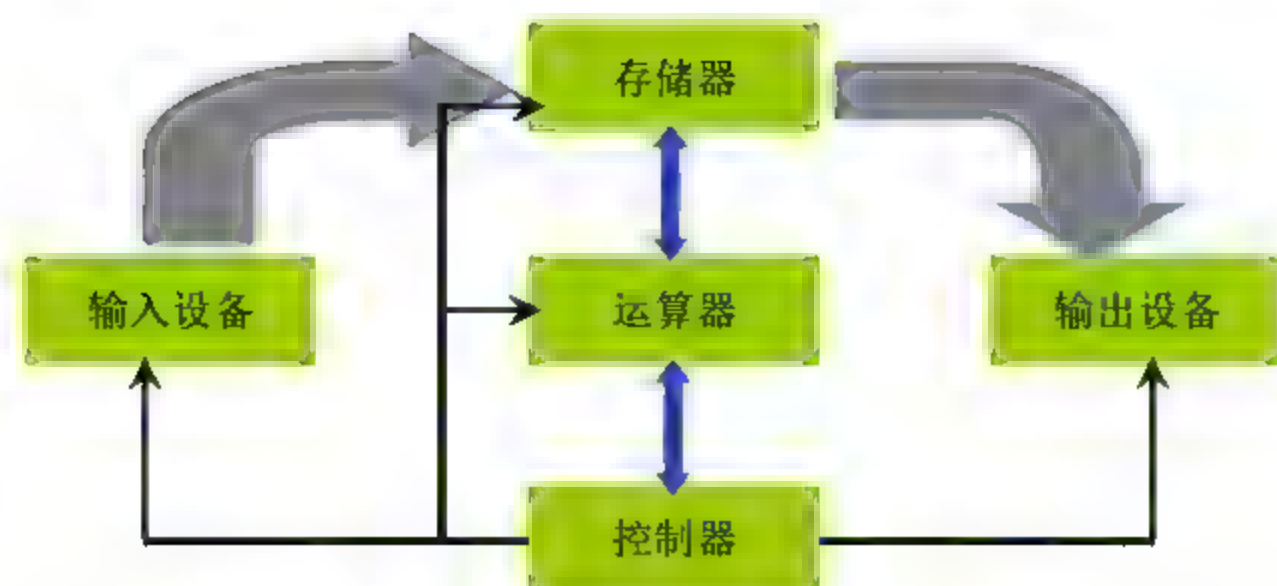 存储器
输入设备
运算器
输出设备
控制器